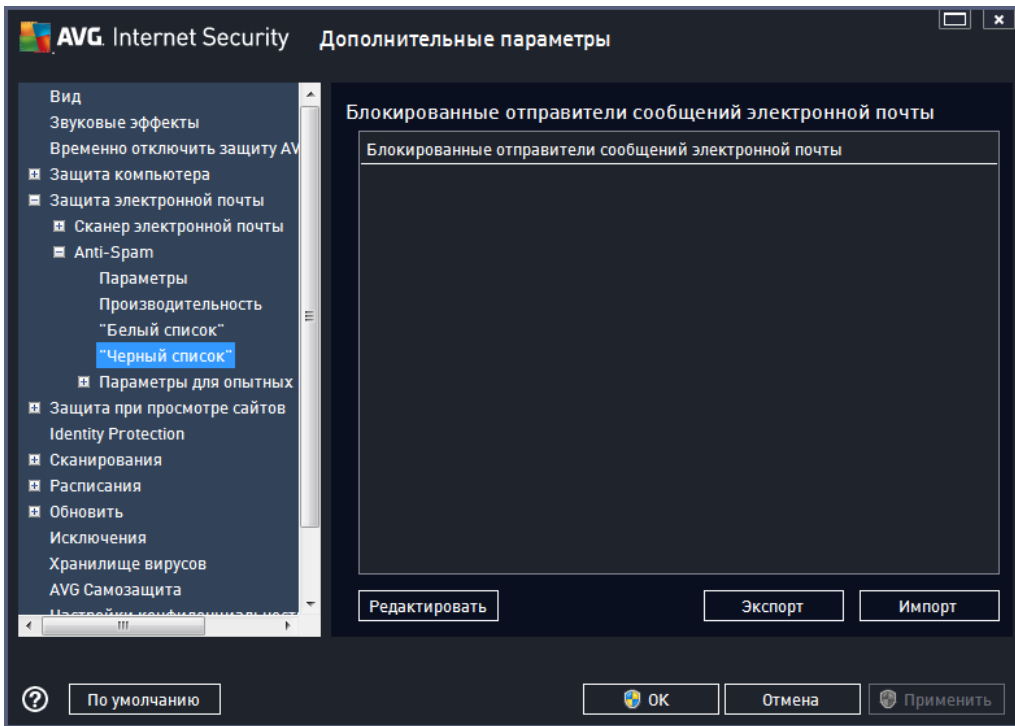 AVG. Internet Security Дополнительные параметры
Вид
Звуковые эффекты
Временно отключить защиту AV
Защита компьютера
Защита электронной почты
Сканер электронной почты
Anti-Spam
Параметры
Производительность
"Белый список"
"Черный список"
Параметры для опытных
Защита при просмотре сайтов
Identity Protection
Сканирования
Расписания
Обновить
Исключения
Хранилище вирусов
AVG Самозащита
Настройки конфиденциальност
Блокированные отправители сообщений электронной почты
Блокированные отправители сообщений электронной почты
Редактировать Экспорт Импорт
? По умолчанию OK Отмена Применить